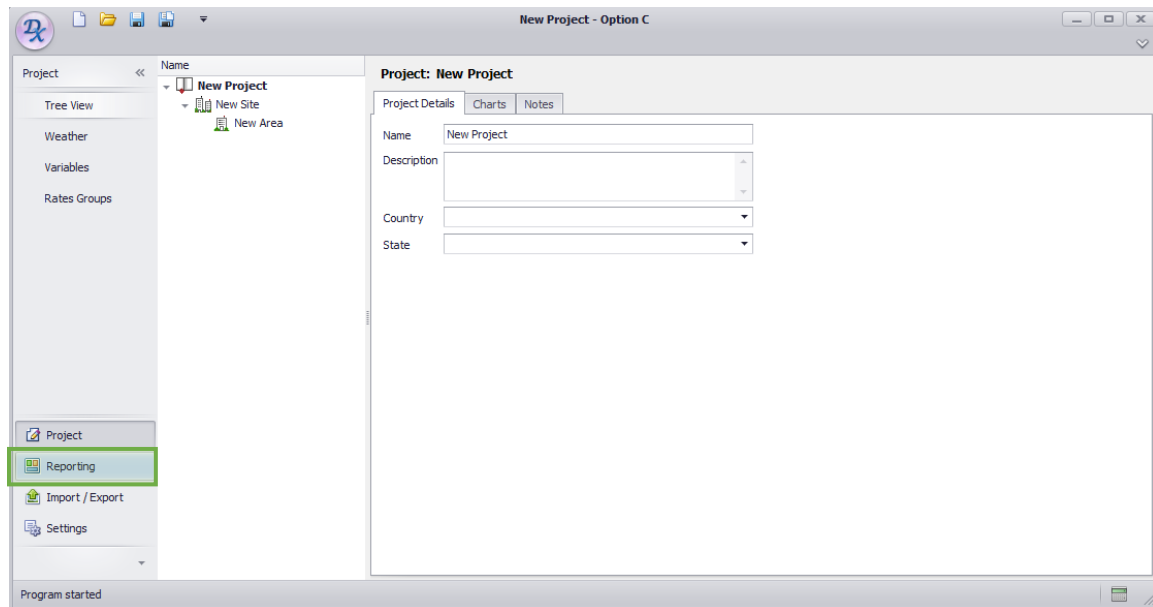 New Project - Option C
Project
Tree View
Weather
Variables
Rates Groups
Project
Reporting
Import / Export
Settings
Name
New Project
New Site
New Area
Project: New Project
Project Details
Charts
Notes
Name
New Project
Description
Country
State
Program started